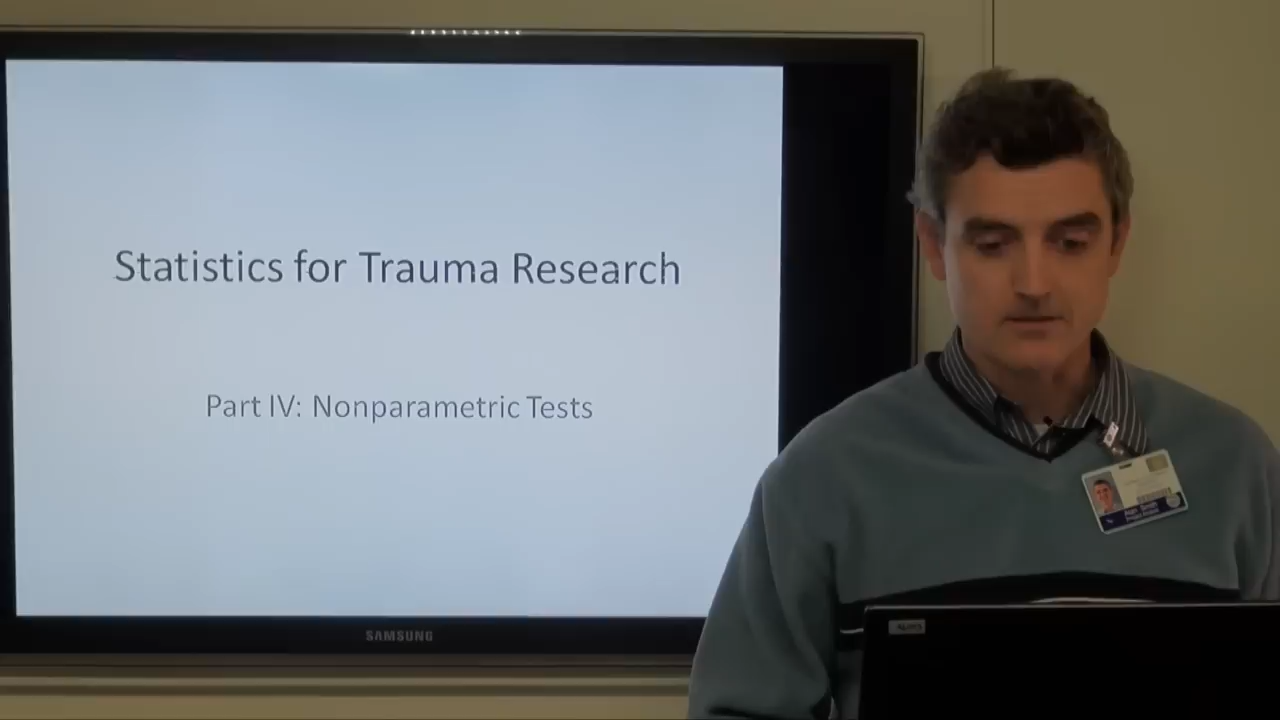 Statistics for Trauma Research
Part IV: Nonparametric Tests
SAMSUNG